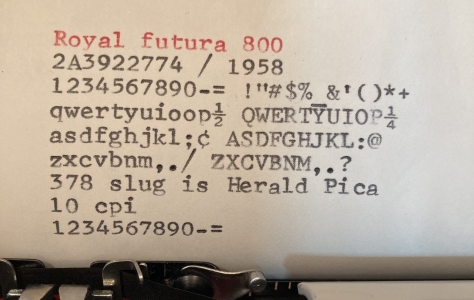 Royal futura 800
2A3922774 / 1958
1234567890-= !"#$% &'()*+
qwertyuioop½ QWERTYUIOP¼
asdfghjkl;¢ ASDFGHJKL:@
zxcvbnm,./ ZXCVBNM,.?
378 slug is Herald Pica
10 cpi
1234567890-=